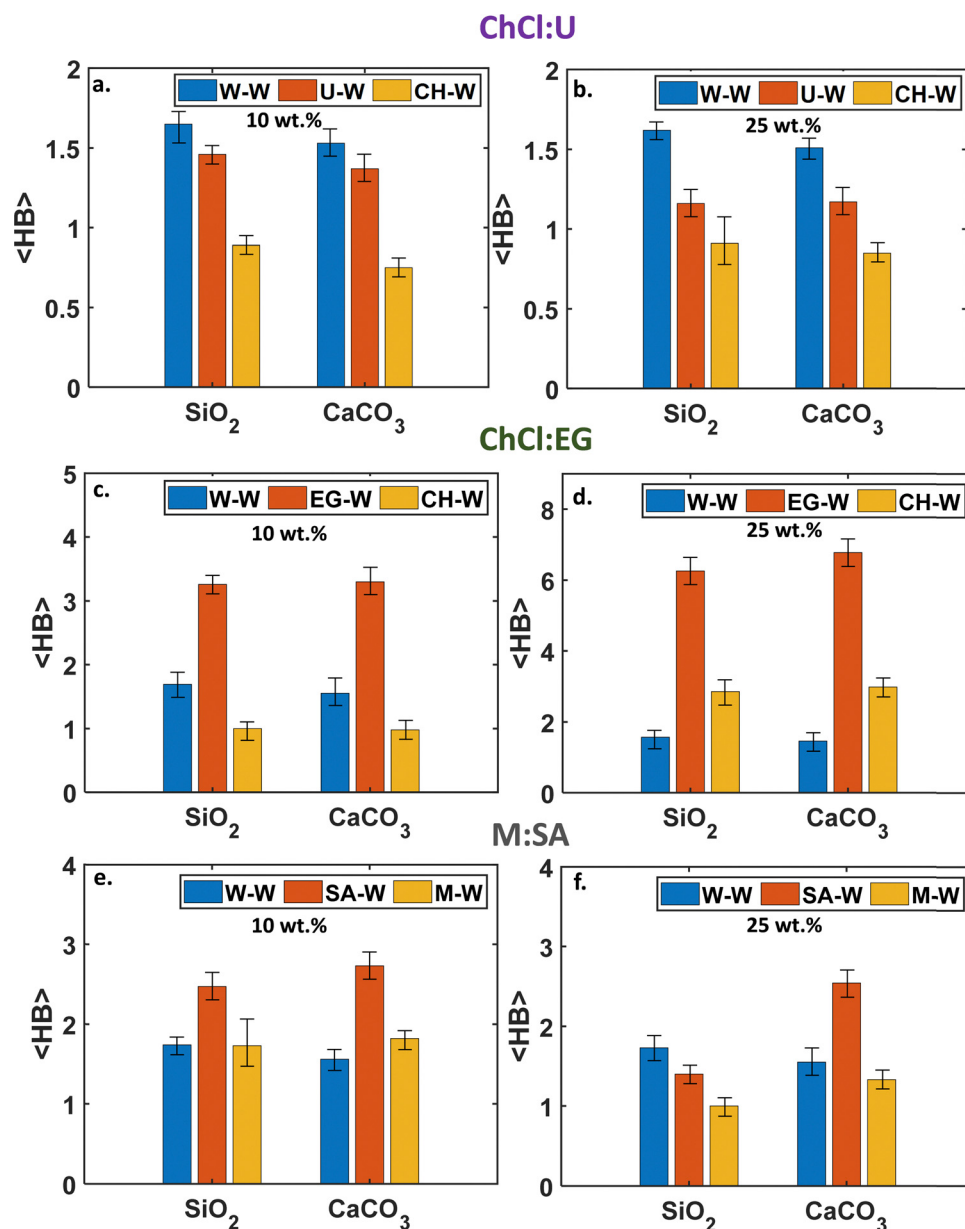 ChCl:U
a.
W-W U-W CH-W
10 wt.%
2
1.5
1
0.5
0
<HB>
SiO2 CaCO3
b.
W-W U-W CH-W
25 wt.%
2
1.5
1
0.5
0
<HB>
SiO2 CaCO3
ChCl:EG
c.
W-W EG-W CH-W
10 wt.%
5
4
3
2
1
0
<HB>
SiO2 CaCO3
d.
W-W EG-W CH-W
25 wt.%
8
6
4
2
0
<HB>
SiO2 CaCO3
M:SA
e.
W-W SA-W M-W
10 wt.%
4
3
2
1
0
<HB>
SiO2 CaCO3
f.
W-W SA-W M-W
25 wt.%
4
3
2
1
0
<HB>
SiO2 CaCO3